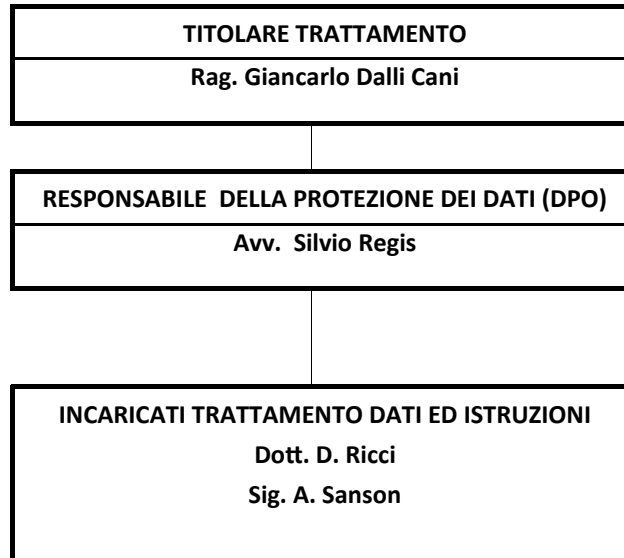 TITOLARE TRATTAMENTO
Rag. Giancarlo Dalli Cani
RESPONSABILE DELLA PROTEZIONE DEI DATI (DPO)
Avv. Silvio Regis
INCARICATI TRATTAMENTO DATI ED ISTRUZIONI
Dott. D. Ricci
Sig. A. Sanson